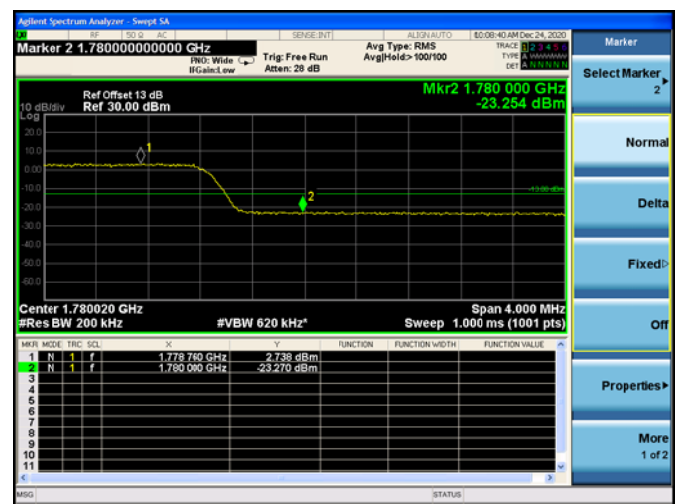 Agilent Spectrum Analyzer - Swept SA
RF 50 Ω AC SENSE:INT ALIGN AUTO 10:08:40 AM Dec 24, 2020
Marker 2 1.780000000000 GHz
PNO: Wide
IFGain:Low
Trig: Free Run
Atten: 28 dB
Avg Type: RMS
Avg|Hold>100/100
TRACE 1 2 3 4 5 6
TYPE A WWWWW
DET A N N N N N
Ref Offset 13 dB
10 dB/div Ref 30.00 dBm
Log
Mkr2 1.780 000 GHz
-23.254 dBm
20.0
10.0
0.00
-10.0
-20.0
-30.0
-40.0
-50.0
-60.0
1
2
-13.00 dBm
Center 1.780020 GHz Span 4.000 MHz
#Res BW 200 kHz #VBW 620 kHz* Sweep 1.000 ms (1001 pts)
MKR MODE TRC SCL X Y FUNCTION FUNCTION WIDTH FUNCTION VALUE
1 N 1 f 1.778 760 GHz 2.738 dBm
2 N 1 f 1.780 000 GHz -23.270 dBm
3
4
5
6
7
8
9
10
11
MSG STATUS
Marker
Select Marker
2
Normal
Delta
Fixed
Off
Properties
More
1 of 2